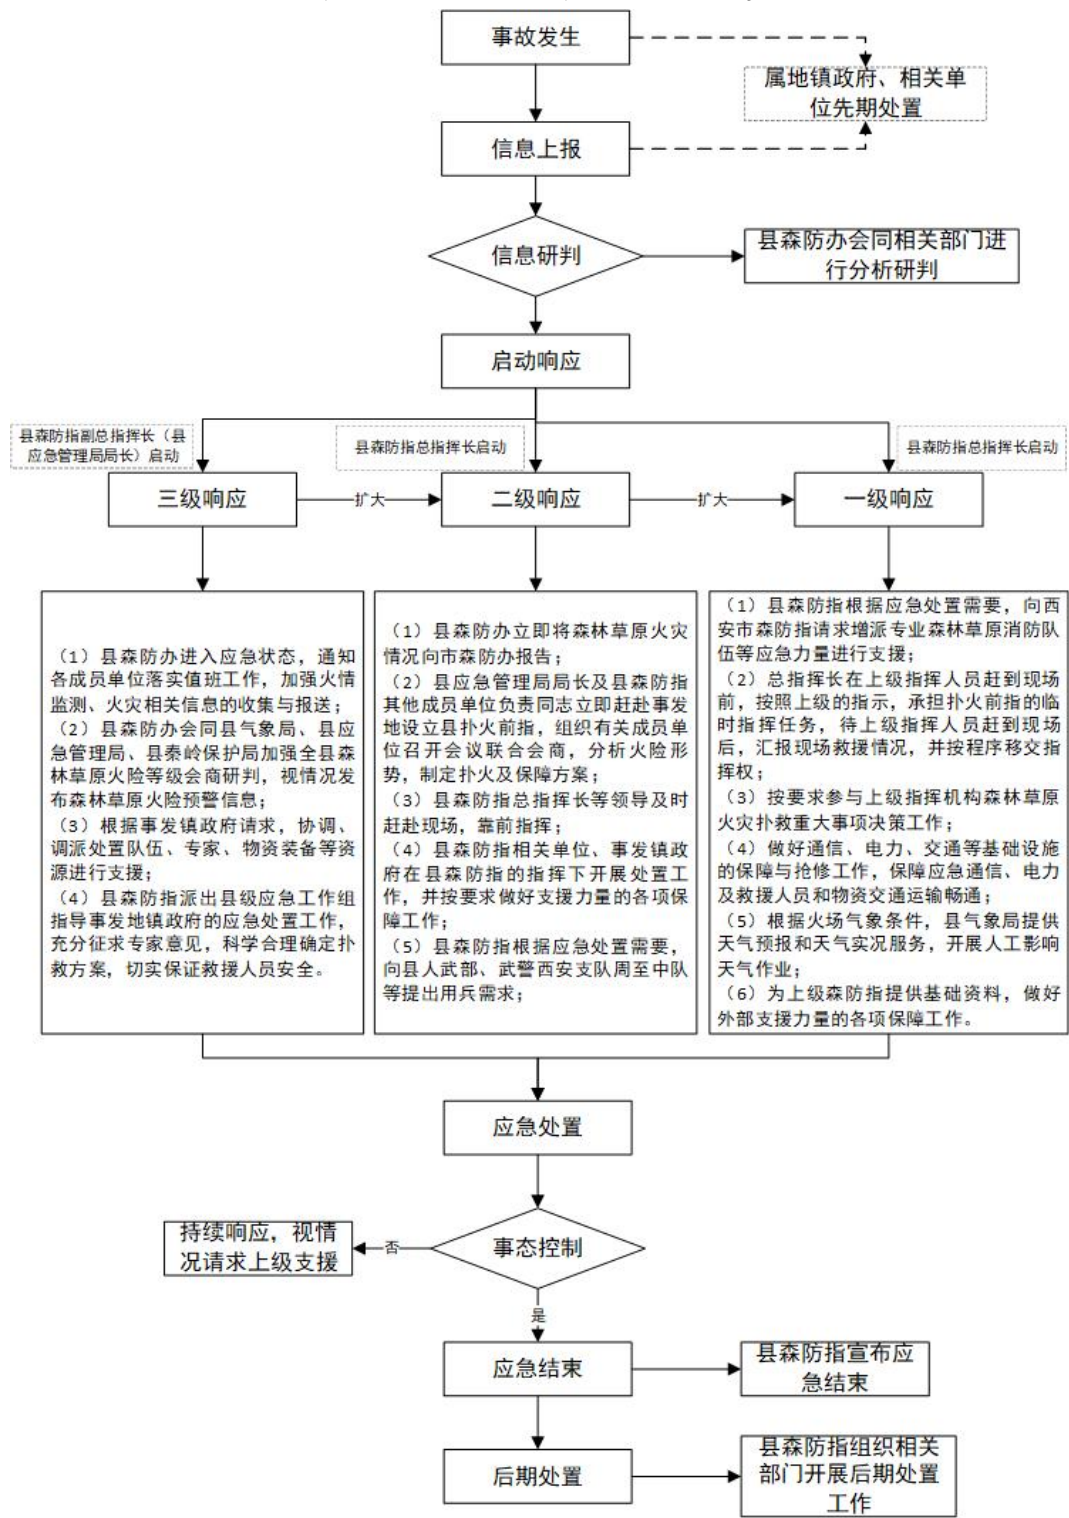 事故发生
属地镇政府、相关单
位先期处置
信息上报
信息研判
县森防办会同相关部门进
行分析研判
启动响应
县森防指副总指挥长（县
应急管理局局长）启动
县森防指总指挥长启动
县森防指总指挥长启动
三级响应
扩大
二级响应
扩大
一级响应
（1）县森防办进入应急状态，通知
各成员单位落实值班工作，加强火情
监测、火灾相关信息的收集与报送；
（2）县森防办会同县气象局、县应
急管理局、县秦岭保护局加强全县森
林草原火险等级会商研判，视情况发
布森林草原火险预警信息；
（3）根据事发镇政府请求，协调、
调派处置队伍、专家、物资装备等资
源进行支援；
（4）县森防指派出县级应急工作组
指导事发地镇政府的应急处置工作，
充分征求专家意见，科学合理确定扑
救方案，切实保证救援人员安全。
（1）县森防办立即将森林草原火灾
情况向市森防办报告；
（2）县应急管理局局长及县森防指
其他成员单位负责同志立即赶赴事发
地设立县扑火前指，组织有关成员单
位召开会议联合会商，分析火险形
势，制定扑火及保障方案；
（3）县森防指总指挥长等领导及时
赶赴现场，靠前指挥；
（4）县森防指相关单位、事发镇政
府在县森防指的指挥下开展处置工
作，并按要求做好支援力量的各项保
障工作；
（5）县森防指根据应急处置需要，
向县人武部、武警西安支队周至中队
等提出用兵需求；
（1）县森防指根据应急处置需要，向西
安市森防指请求增派专业森林草原消防队
伍等应急力量进行支援；
（2）总指挥长在上级指挥人员赶到现场
前，按照上级的指示，承担扑火前指的临
时指挥任务，待上级指挥人员赶到现场
后，汇报现场救援情况，并按程序移交指
挥权；
（3）按要求参与上级指挥机构森林草原
火灾扑救重大事项决策工作；
（4）做好通信、电力、交通等基础设施
的保障与抢修工作，保障应急通信、电力
及救援人员和物资交通运输畅通；
（5）根据火场气象条件，县气象局提供
天气预报和天气实况服务，开展人工影响
天气作业；
（6）为上级森防指提供基础资料，做好
外部支援力量的各项保障工作。
应急处置
持续响应，视情
况请求上级支援
否
事态控制
是
应急结束
县森防指宣布应
急结束
后期处置
县森防指组织相关
部门开展后期处置
工作